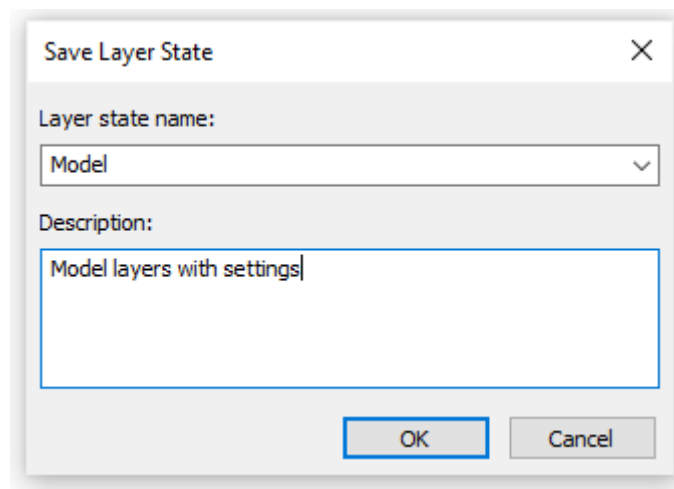 Save Layer State
Layer state name:
Model
Description:
Model layers with settings
OK
Cancel